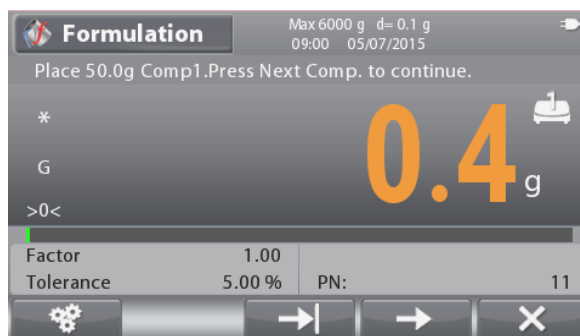 Formulation
Max 6000 g d= 0.1 g
09:00 05/07/2015
Place 50.0g Comp1.Press Next Comp. to continue.
*
1
G
0.4 g
>0<
Factor 1.00
Tolerance 5.00 % PN: 11